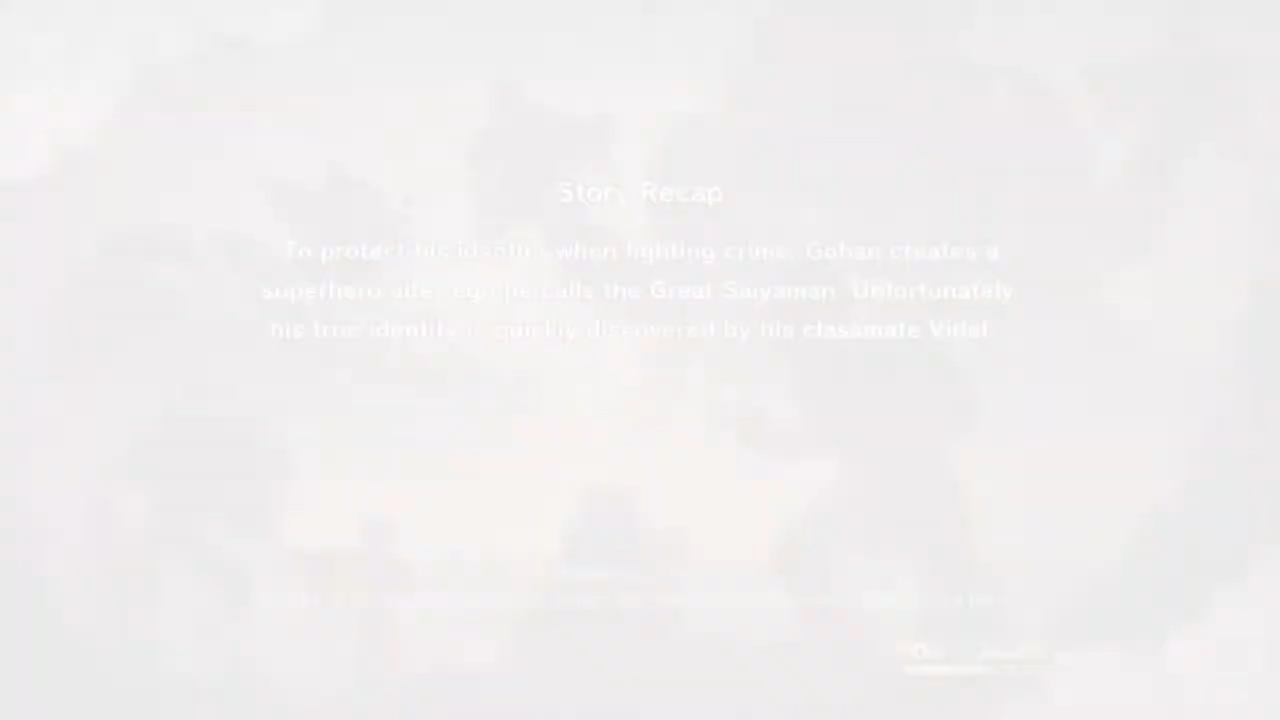 Story Recap
To protect his identity when fighting crime, Gohan creates a
superhero alter ego he calls the Great Saiyaman. Unfortunately
his true identity is quickly discovered by his classmate Videl.